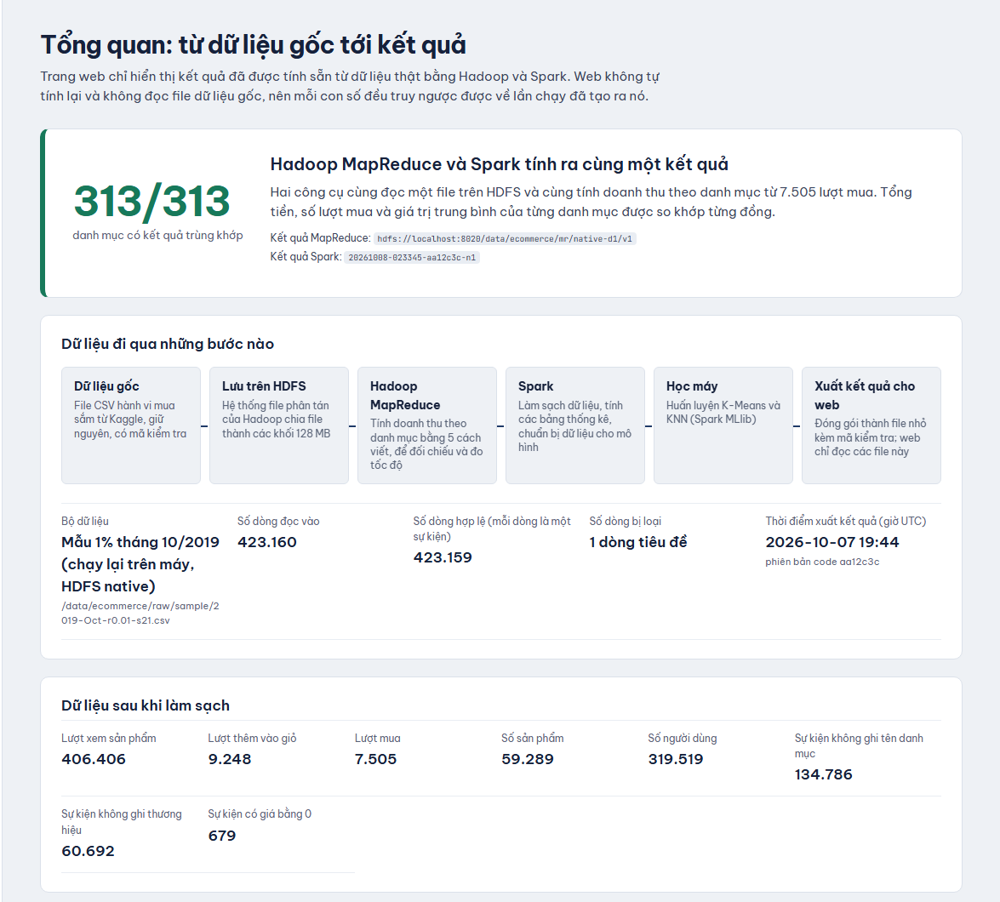 Tổng quan: từ dữ liệu gốc tới kết quả
Trang web chỉ hiển thị kết quả đã được tính sẵn từ dữ liệu thật bằng Hadoop và Spark. Web không tự
tính lại và không đọc file dữ liệu gốc, nên mỗi con số đều truy ngược được về lần chạy đã tạo ra nó.
313/313
danh mục có kết quả trùng khớp
Hadoop MapReduce và Spark tính ra cùng một kết quả
Hai công cụ cùng đọc một file trên HDFS và cùng tính doanh thu theo danh mục từ 7.505 lượt mua. Tổng
tiền, số lượt mua và giá trị trung bình của từng danh mục được so khớp từng đồng.
Kết quả MapReduce: hdfs://localhost:8020/data/ecommerce/mr/native-d1/v1
Kết quả Spark: 20261008-023345-aa12c3c-n1
Dữ liệu đi qua những bước nào
Dữ liệu gốc
File CSV hành vi mua
sắm từ Kaggle, giữ
nguyên, có mã kiểm tra
Lưu trên HDFS
Hệ thống file phân tán
của Hadoop chia file
thành các khối 128 MB
Hadoop
MapReduce
Tính doanh thu theo
danh mục bằng 5 cách
viết, để đối chiếu và đo
tốc độ
Spark
Làm sạch dữ liệu, tính
các bảng thống kê,
chuẩn bị dữ liệu cho mô
hình
Học máy
Huấn luyện K-Means và
KNN (Spark MLlib)
Xuất kết quả cho
web
Đóng gói thành file nhỏ
kèm mã kiểm tra; web
chỉ đọc các file này
Bộ dữ liệu
Mẫu 1% tháng 10/2019
(chạy lại trên máy,
HDFS native)
/data/ecommerce/raw/sample/2
019-Oct-r0.01-s21.csv
Số dòng đọc vào
423.160
Số dòng hợp lệ (mỗi dòng là một
sự kiện)
423.159
Số dòng bị loại
1 dòng tiêu đề
Thời điểm xuất kết quả (giờ UTC)
2026-10-07 19:44
phiên bản code aa12c3c
Dữ liệu sau khi làm sạch
Lượt xem sản phẩm
406.406
Lượt thêm vào giỏ
9.248
Lượt mua
7.505
Số sản phẩm
59.289
Số người dùng
319.519
Sự kiện không ghi tên danh
mục
134.786
Sự kiện không ghi thương
hiệu
60.692
Sự kiện có giá bằng 0
679